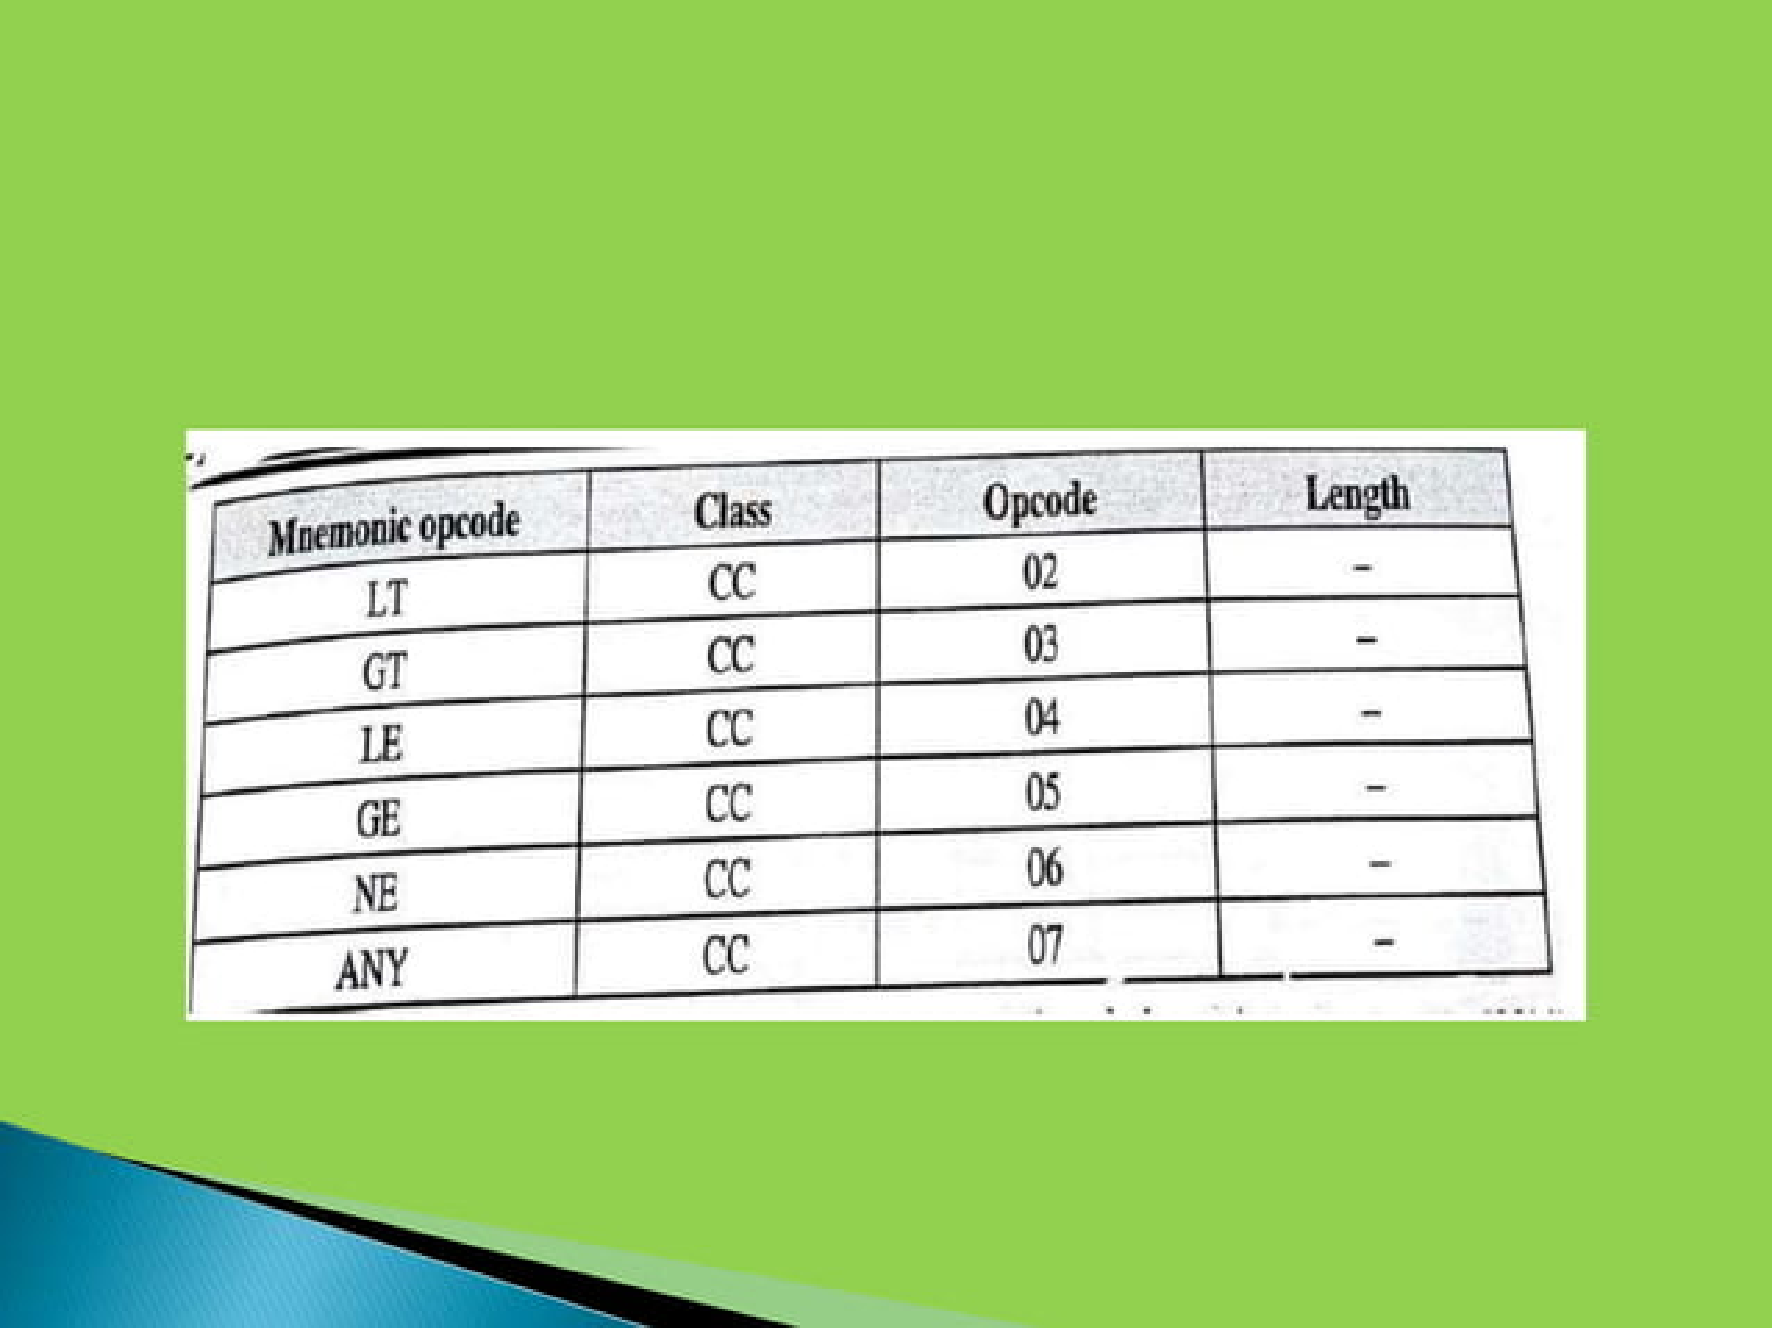 Mnemonic opcode Class Opcode Length
LT CC 02 -
GT CC 03 -
LE CC 04 -
GE CC 05 -
NE CC 06 -
ANY CC 07 -